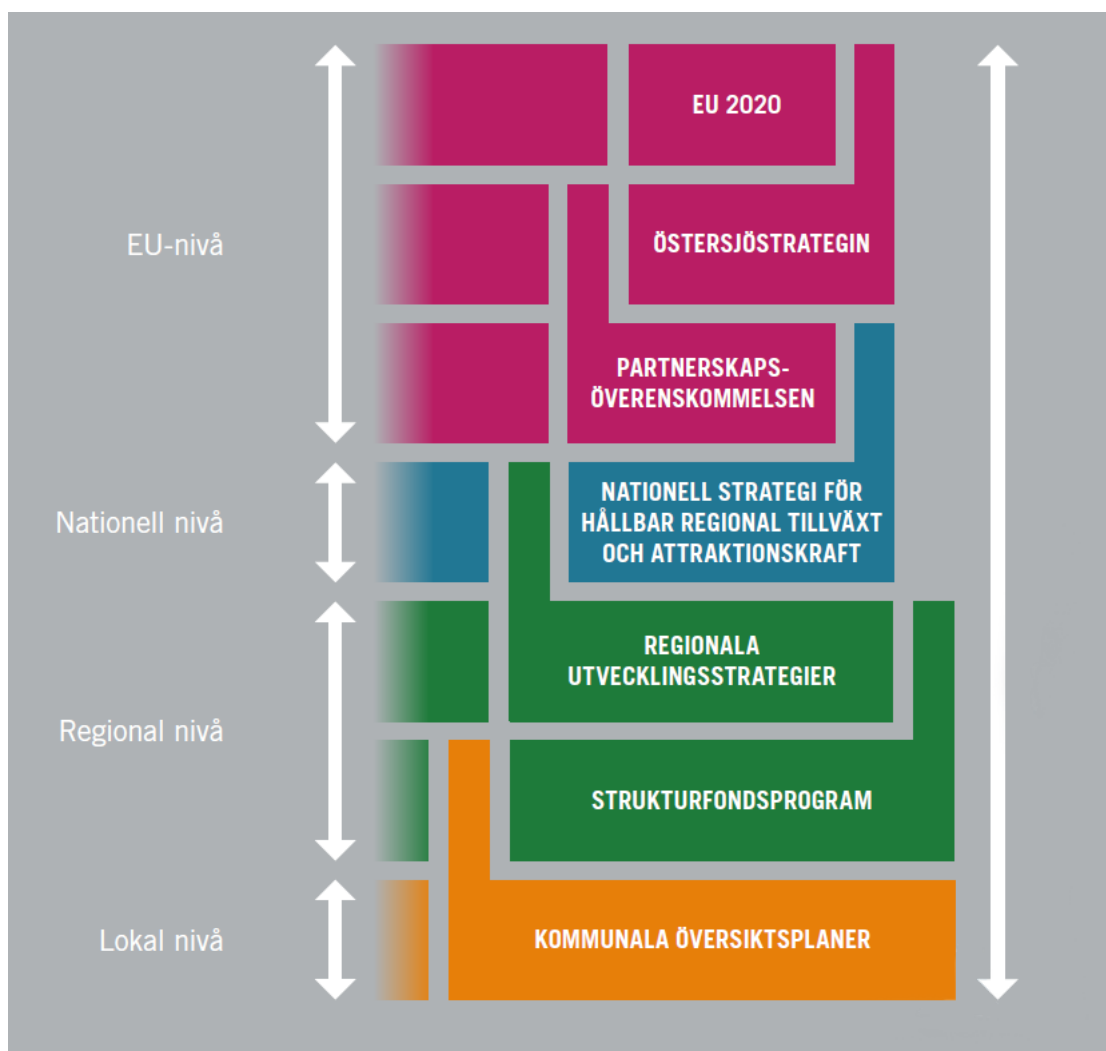 EU 2020
EU-nivå
ÖSTERSJÖSTRATEGIN
PARTNERSKAPS-
ÖVERENSKOMMELSEN
Nationell nivå
NATIONELL STRATEGI FÖR
HÅLLBAR REGIONAL TILLVÄXT
OCH ATTRAKTIONSKRAFT
Regional nivå
REGIONALA
UTVECKLINGSSTRATEGIER
STRUKTURFONDSPROGRAM
Lokal nivå
KOMMUNALA ÖVERSIKTSPLANER